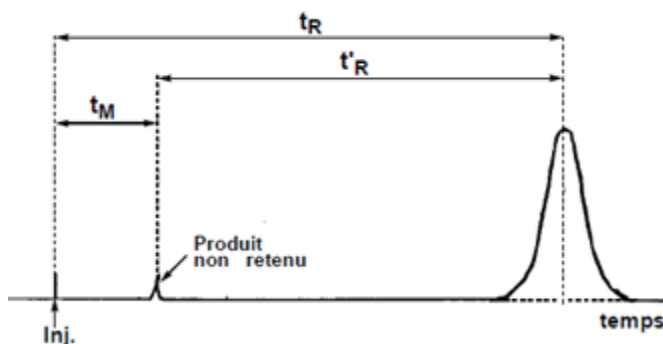 tR
t'R
tM
Produit
non retenu
temps
Inj.